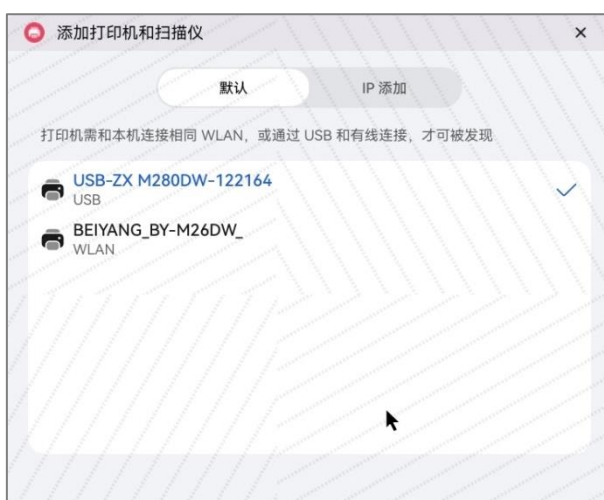 添加打印机和扫描仪
默认
IP 添加
打印机需和本机连接相同 WLAN，或通过 USB 和有线连接，才可被发现
USB-ZX M280DW-122164
USB
BEIYANG_BY-M26DW_
WLAN